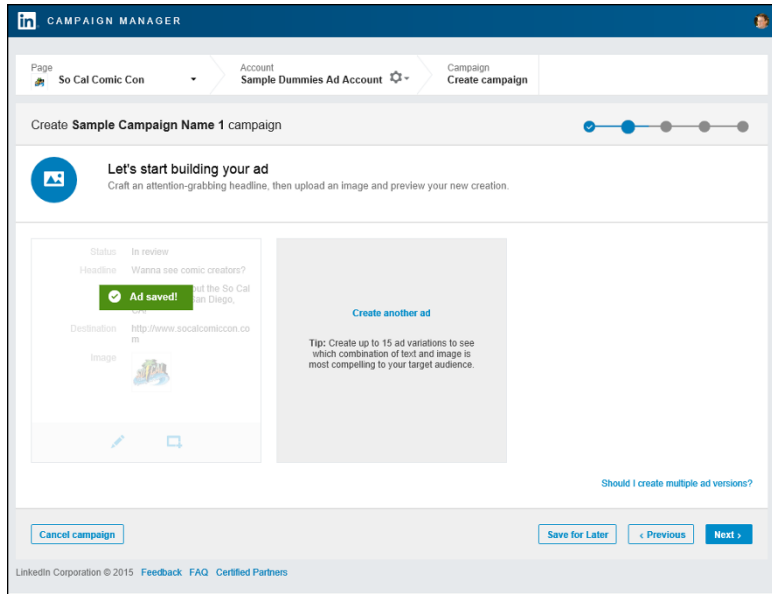 in CAMPAIGN MANAGER
Page
So Cal Comic Con
Account
Sample Dummies Ad Account
Campaign
Create campaign
Create Sample Campaign Name 1 campaign
Let's start building your ad
Craft an attention-grabbing headline, then upload an image and preview your new creation.
Status In review
Headline Wanna see comic creators?
out the So Cal
Ad saved!
Diego,
Destination http://www.socalcomiccon.co
m
Image
Create another ad
Tip: Create up to 15 ad variations to see
which combination of text and image is
most compelling to your target audience.
Should I create multiple ad versions?
Cancel campaign
Save for Later
‹ Previous
Next ›
LinkedIn Corporation © 2015 Feedback FAQ Certified Partners